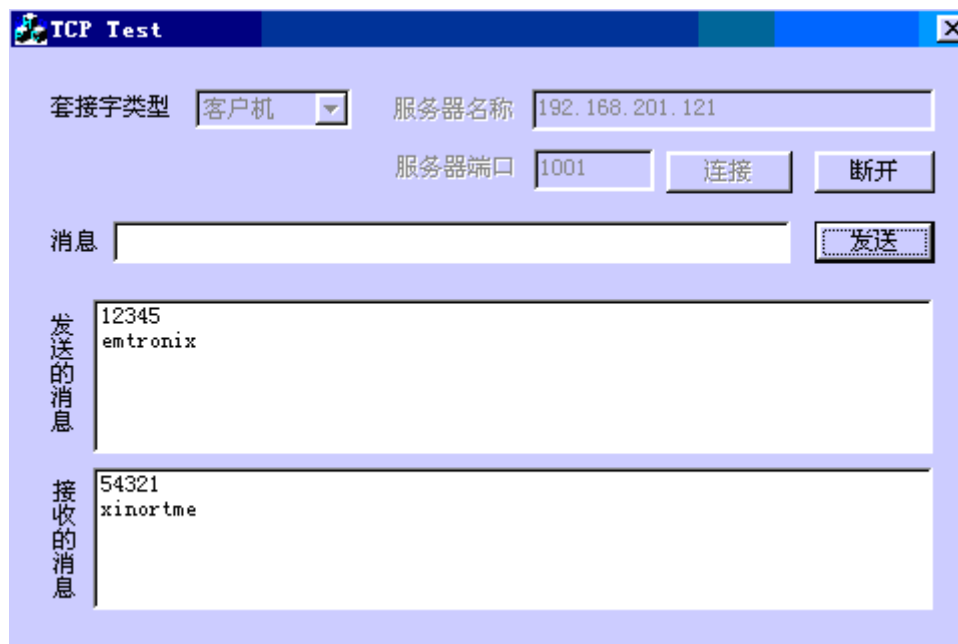 TCP Test
套接字类型 客户机 服务器名称 192.168.201.121
服务器端口 1001 连接 断开
消息 发送
发送的消息
12345
emtronix
接收的消息
54321
xinortme